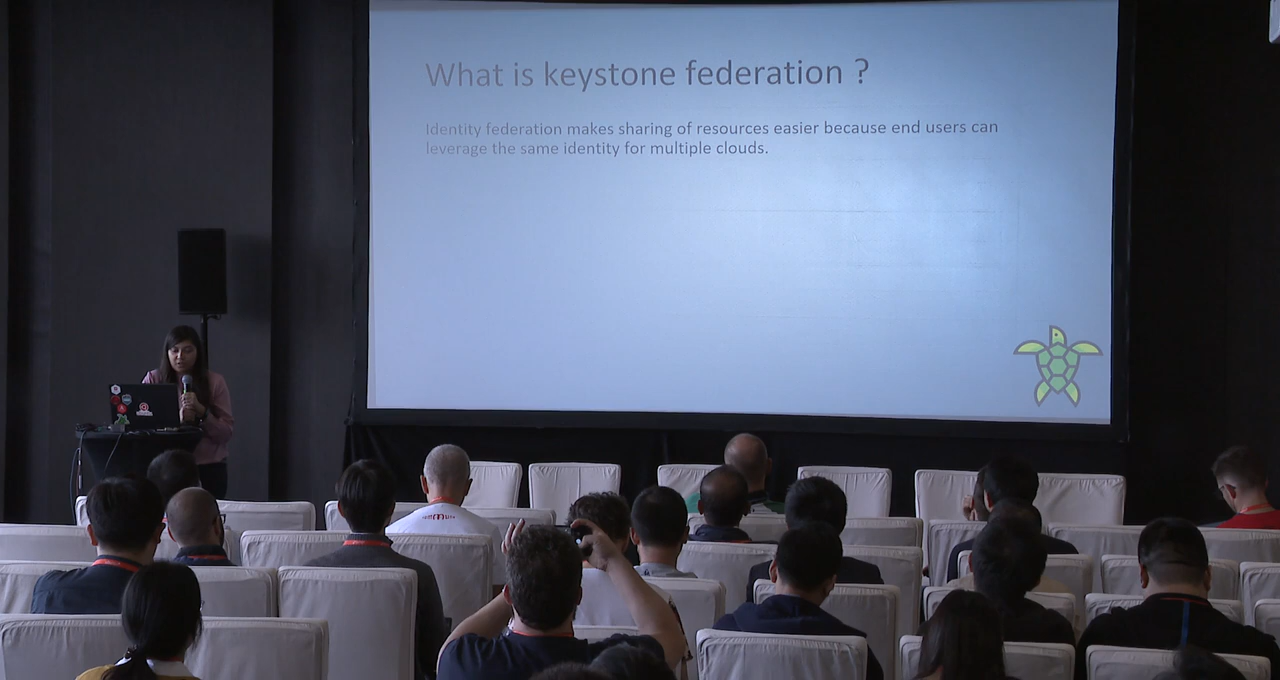 What is keystone federation ?
Identity federation makes sharing of resources easier because end users can
leverage the same identity for multiple clouds.